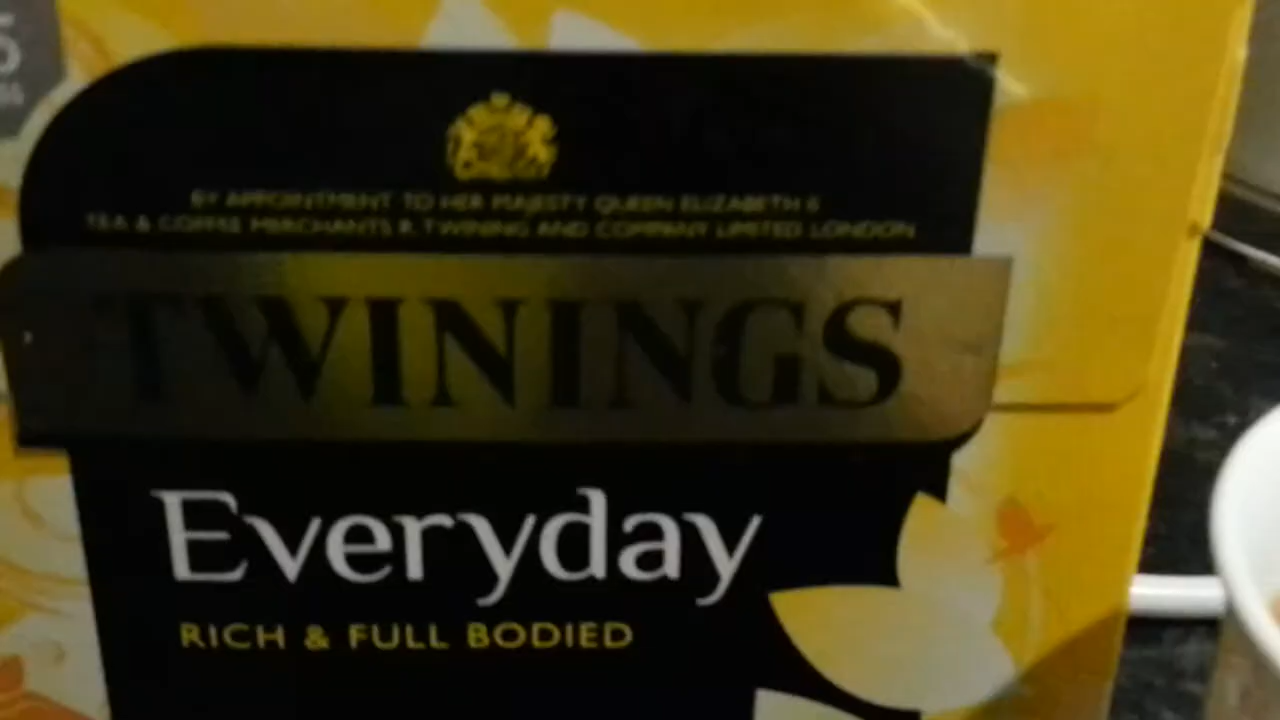 BY APPOINTMENT TO HER MAJESTY QUEEN ELIZABETH II
TEA & COFFEE MERCHANTS R. TWINING AND COMPANY LIMITED LONDON
TWININGS
Everyday
RICH & FULL BODIED